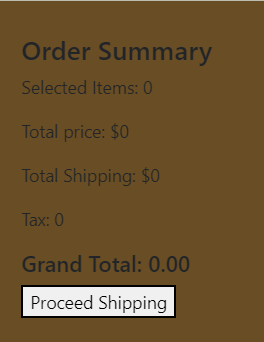 Order Summary
Selected Items: 0
Total price: $0
Total Shipping: $0
Tax: 0
Grand Total: 0.00
Proceed Shipping